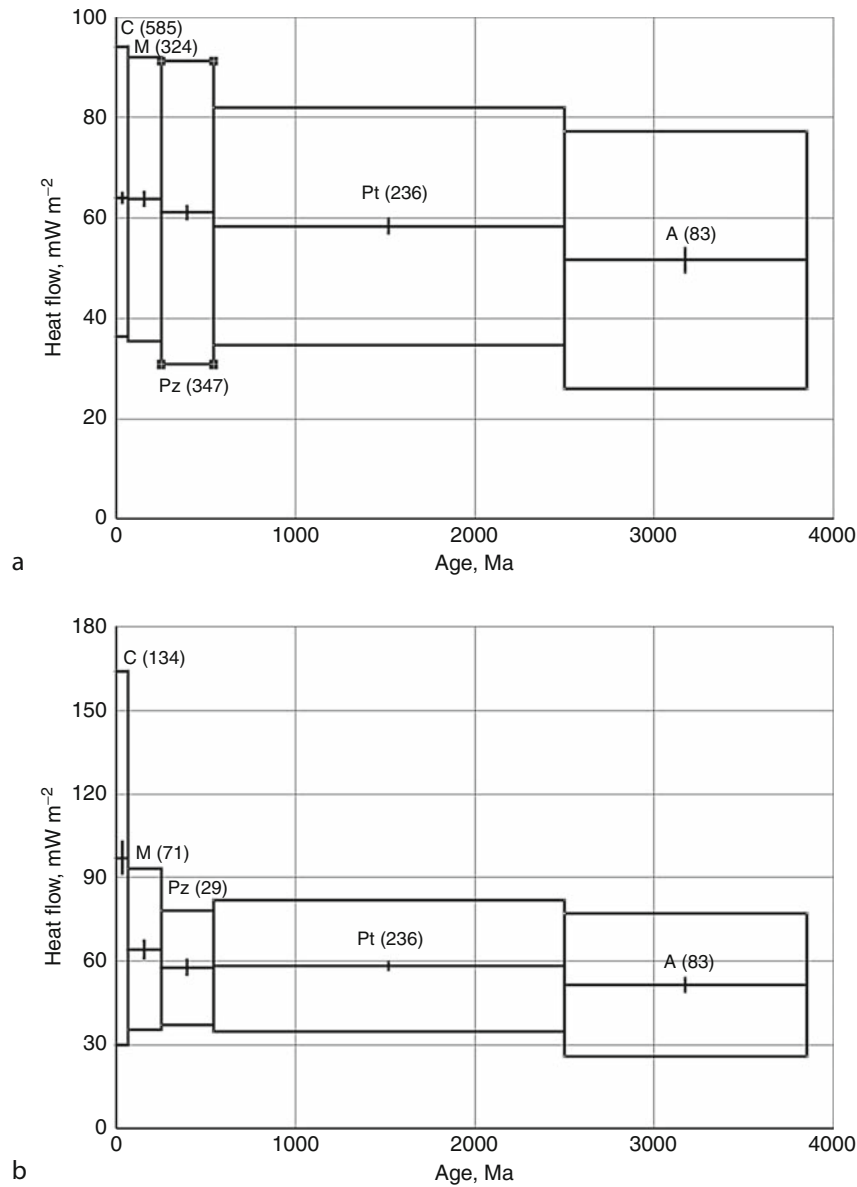 100
C (585)
M (324)
80
Pt (236)
60
A (83)
Heat flow, mW m⁻²
40
Pz (347)
20
0
0 1000 2000 3000 4000
a
Age, Ma
180
C (134)
150
120
M (71)
90
Pz (29)
Pt (236)
60
A (83)
Heat flow, mW m⁻²
30
0
0 1000 2000 3000 4000
b
Age, Ma